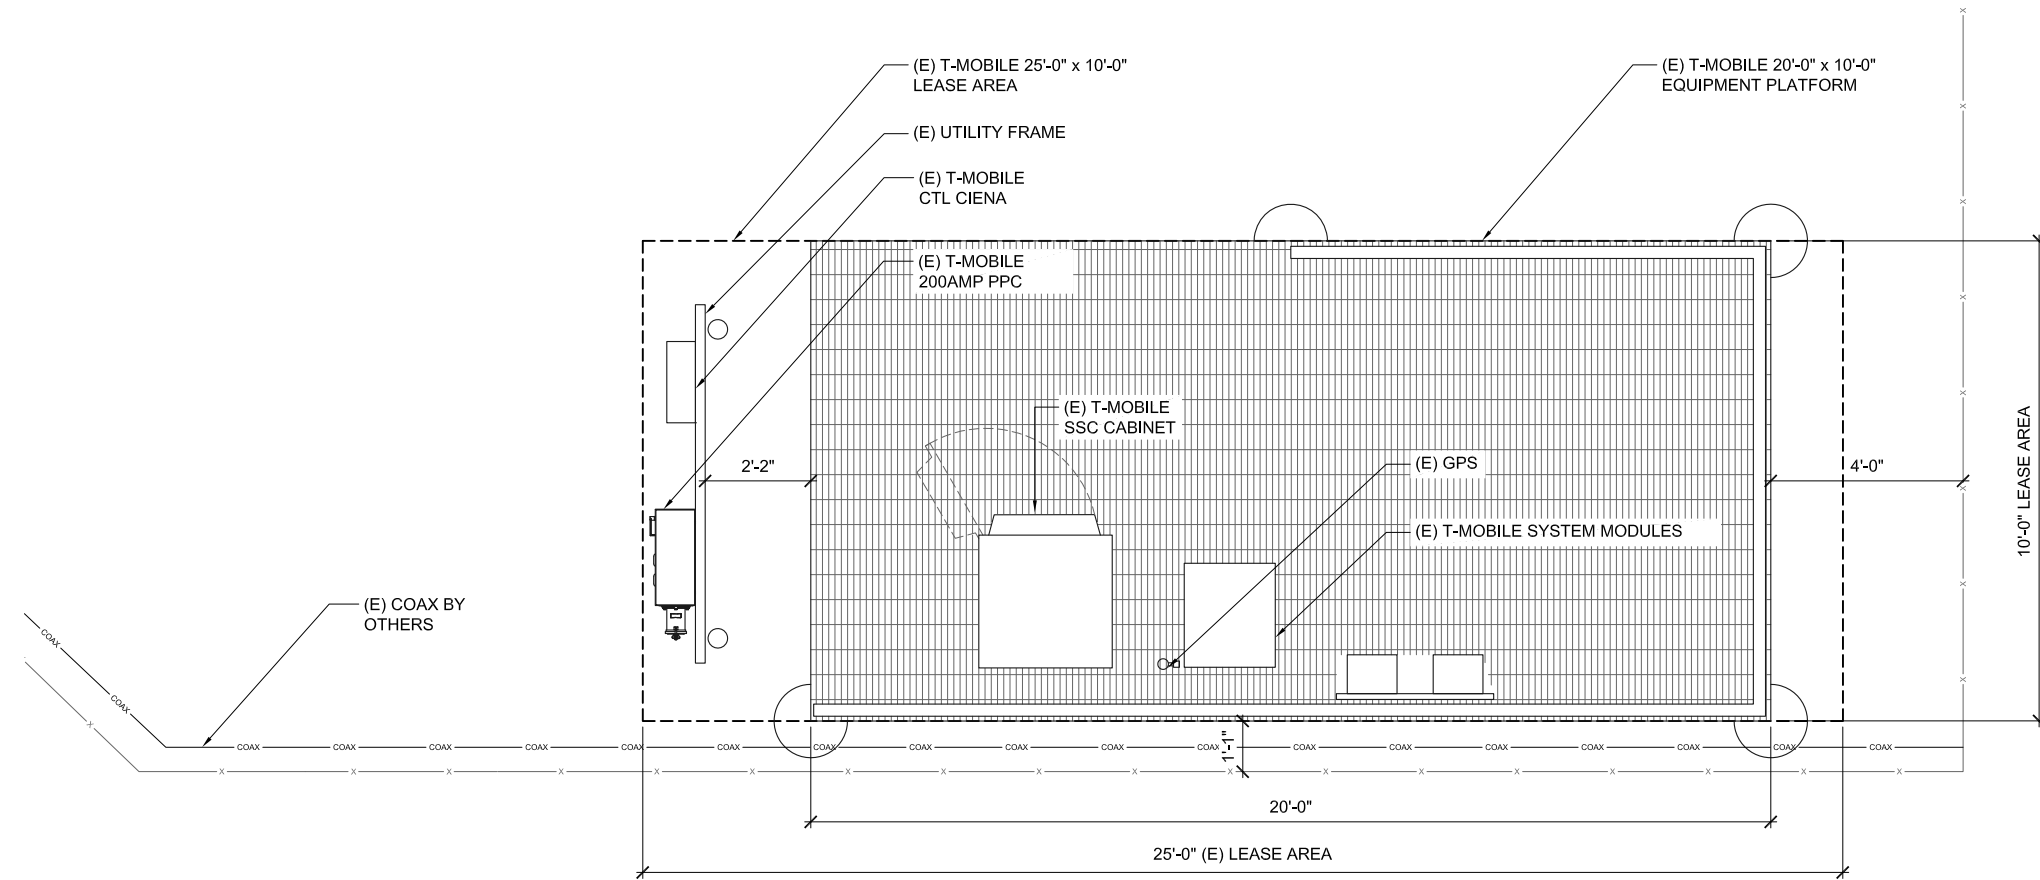 (E) T-MOBILE 25'-0" x 10'-0"
LEASE AREA
(E) T-MOBILE 20'-0" x 10'-0"
EQUIPMENT PLATFORM
(E) UTILITY FRAME
(E) T-MOBILE
CTL CIENA
(E) T-MOBILE
200AMP PPC
(E) T-MOBILE
SSC CABINET
2'-2"
(E) GPS
4'-0"
10'-0" LEASE AREA
(E) T-MOBILE SYSTEM MODULES
(E) COAX BY
OTHERS
COAX
COAX
COAX COAX COAX COAX COAX COAX COAX COAX COAX COAX COAX COAX COAX COAX COAX COAX COAX COAX
1'-1"
X X X X X X X X X X X X X X X X X X
X
X
X
X
X
X
X
X
X
20'-0"
25'-0" (E) LEASE AREA